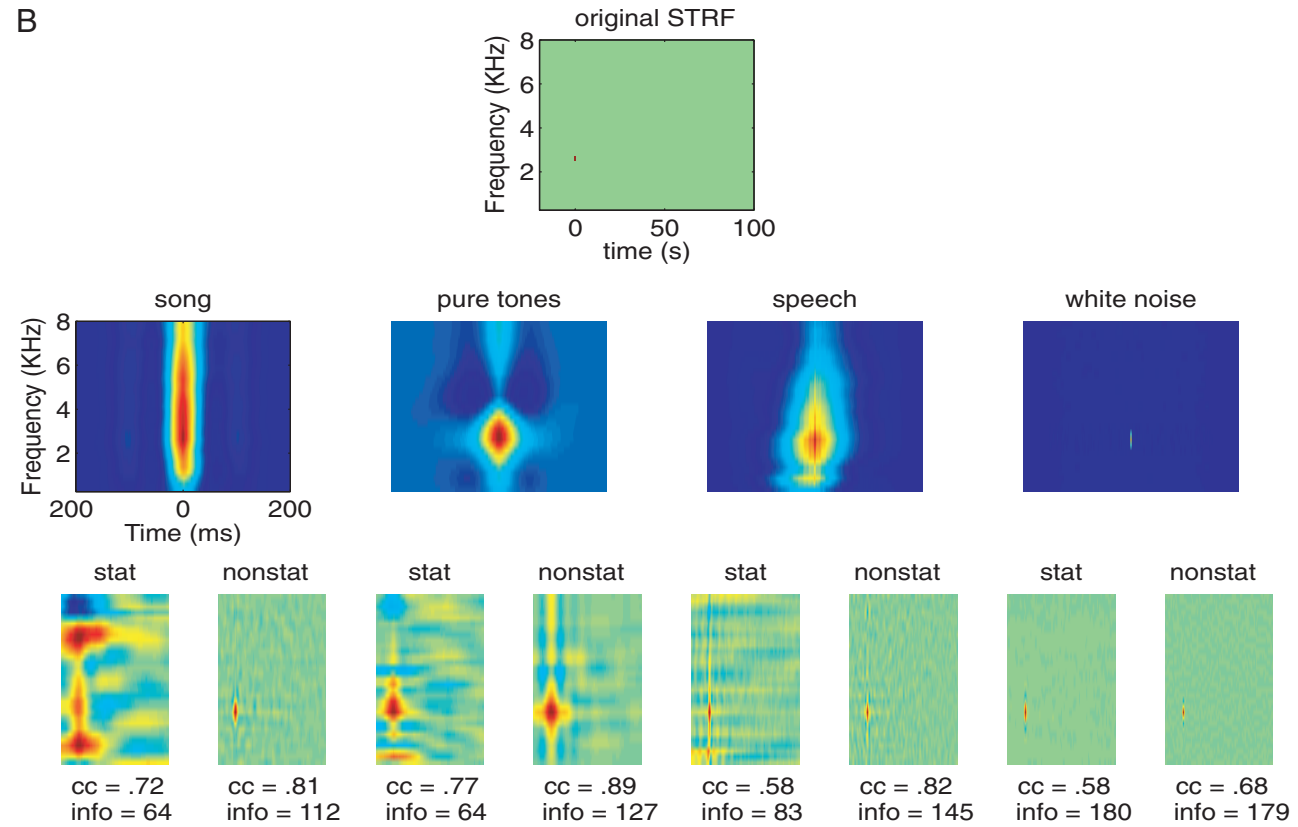 B
original STRF
Frequency (KHz)
8
6
4
2
0 50 100
time (s)
song pure tones speech white noise
Frequency (KHz)
8
6
4
2
200 0 200
Time (ms)
stat nonstat stat nonstat stat nonstat stat nonstat
cc = .72 cc = .81 cc = .77 cc = .89 cc = .58 cc = .82 cc = .58 cc = .68
info = 64 info = 112 info = 64 info = 127 info = 83 info = 145 info = 180 info = 179